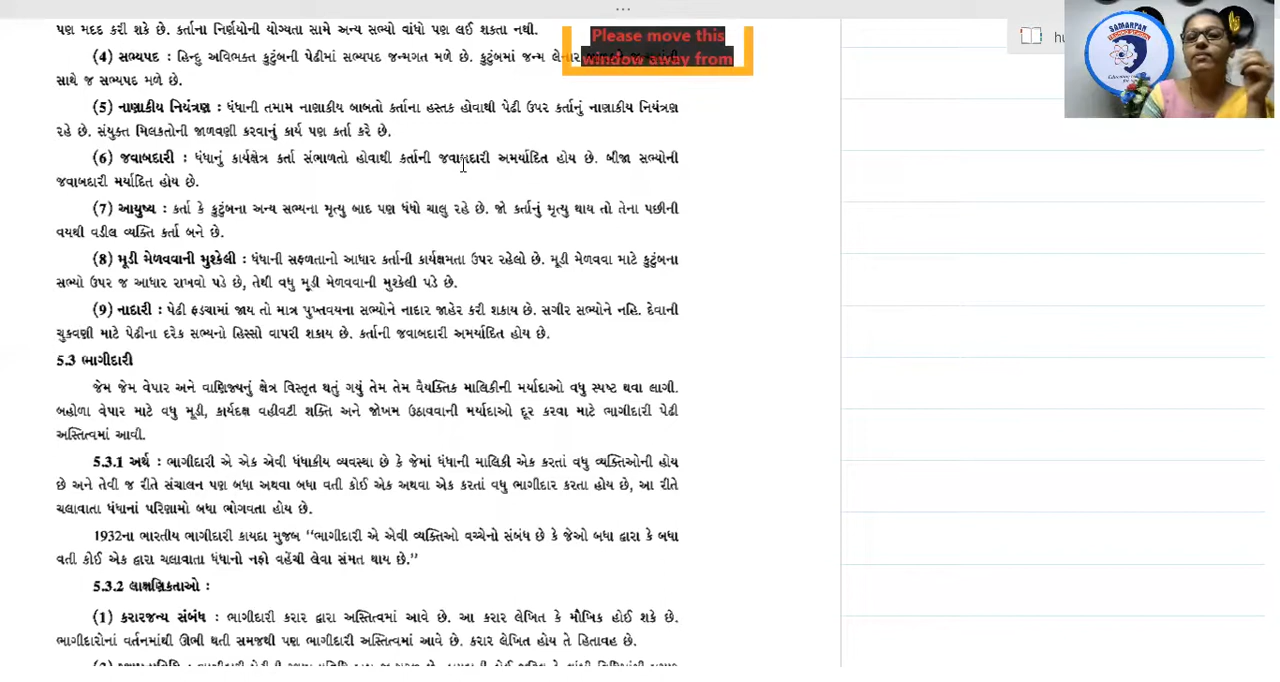 પણ મદદ કરી શકે છે. કર્તાના નિર્ણયોની યોગ્યતા સામે અન્ય સભ્યો વાંધો પણ લઈ શકતા નથી.
(4) સભ્યપદ : હિન્દુ અવિભક્ત કુટુંબની પેઢીમાં સભ્યપદ જન્મગત મળે છે. કુટુંબમાં જન્મ
સાથે જ સભ્યપદ મળે છે.
(5) નાણાકીય નિયંત્રણ : ધંધાની તમામ નાણાકીય બાબતો કર્તાના હસ્તક હોવાથી પેઢી ઉપર કર્તાનું નાણાકીય નિયંત્રણ
રહે છે. સંયુક્ત મિલકતોની જાળવણી કરવાનું કાર્ય પણ કર્તા કરે છે.
(6) જવાબદારી : ધંધાનું કાર્યક્ષેત્ર કર્તા સંભાળતો હોવાથી કર્તાની જવાબદારી અમર્યાદિત હોય છે. બીજા સભ્યોની
જવાબદારી મર્યાદિત હોય છે.
(7) આયુષ્ય : કર્તા કે કુટુંબના અન્ય સભ્યના મૃત્યુ બાદ પણ ધંધો ચાલુ રહે છે. જો કર્તાનું મૃત્યુ થાય તો તેના પછીની
વયથી વડીલ વ્યક્તિ કર્તા બને છે.
(8) મૂડી મેળવવાની મુશ્કેલી : ધંધાની સફળતાનો આધાર કર્તાની કાર્યક્ષમતા ઉપર રહેલો છે. મૂડી મેળવવા માટે કુટુંબના
સભ્યો ઉપર જ આધાર રાખવો પડે છે, તેથી વધુ મૂડી મેળવવાની મુશ્કેલી પડે છે.
(9) નાદારી : પેઢી ફડચામાં જાય તો માત્ર પુખ્તવયના સભ્યોને નાદાર જાહેર કરી શકાય છે. સગીર સભ્યોને નહિ. દેવાની
ચુકવણી માટે પેઢીના દરેક સભ્યનો હિસ્સો વાપરી શકાય છે. કર્તાની જવાબદારી અમર્યાદિત હોય છે.
5.3 ભાગીદારી
જેમ જેમ વેપાર અને વાણિજ્યનું ક્ષેત્ર વિસ્તૃત થતું ગયું તેમ તેમ વૈયક્તિક માલિકીની મર્યાદાઓ વધુ સ્પષ્ટ થવા લાગી.
બહોળા વેપાર માટે વધુ મૂડી, કાર્યદક્ષ વહીવટી શક્તિ અને જોખમ ઉઠાવવાની મર્યાદાઓ દૂર કરવા માટે ભાગીદારી પેઢી
અસ્તિત્વમાં આવી.
5.3.1 અર્થ : ભાગીદારી એ એક એવી ધંધાકીય વ્યવસ્થા છે કે જેમાં ધંધાની માલિકી એક કરતાં વધુ વ્યક્તિઓની હોય
છે અને તેવી જ રીતે સંચાલન પણ બધા અથવા બધા વતી કોઈ એક અથવા એક કરતાં વધુ ભાગીદાર કરતા હોય છે, આ રીતે
ચલાવાતા ધંધાનાં પરિણામો બધા ભોગવતા હોય છે.
1932ના ભારતીય ભાગીદારી કાયદા મુજબ “ભાગીદારી એ એવી વ્યક્તિઓ વચ્ચેનો સંબંધ છે કે જેઓ બધા દ્વારા કે બધા
વતી કોઈ એક દ્વારા ચલાવાતા ધંધાનો નફો વહેંચી લેવા સંમત થાય છે.”
5.3.2 લાક્ષણિકતાઓ :
(1) કરારજન્ય સંબંધ : ભાગીદારી કરાર દ્વારા અસ્તિત્વમાં આવે છે. આ કરાર લેખિત કે મૌખિક હોઈ શકે છે.
ભાગીદારોનાં વર્તનમાંથી ઊભી થતી સમજથી પણ ભાગીદારી અસ્તિત્વમાં આવે છે. કરાર લેખિત હોય તે હિતાવહ છે.
Please move this
window away from
SAMARPAN